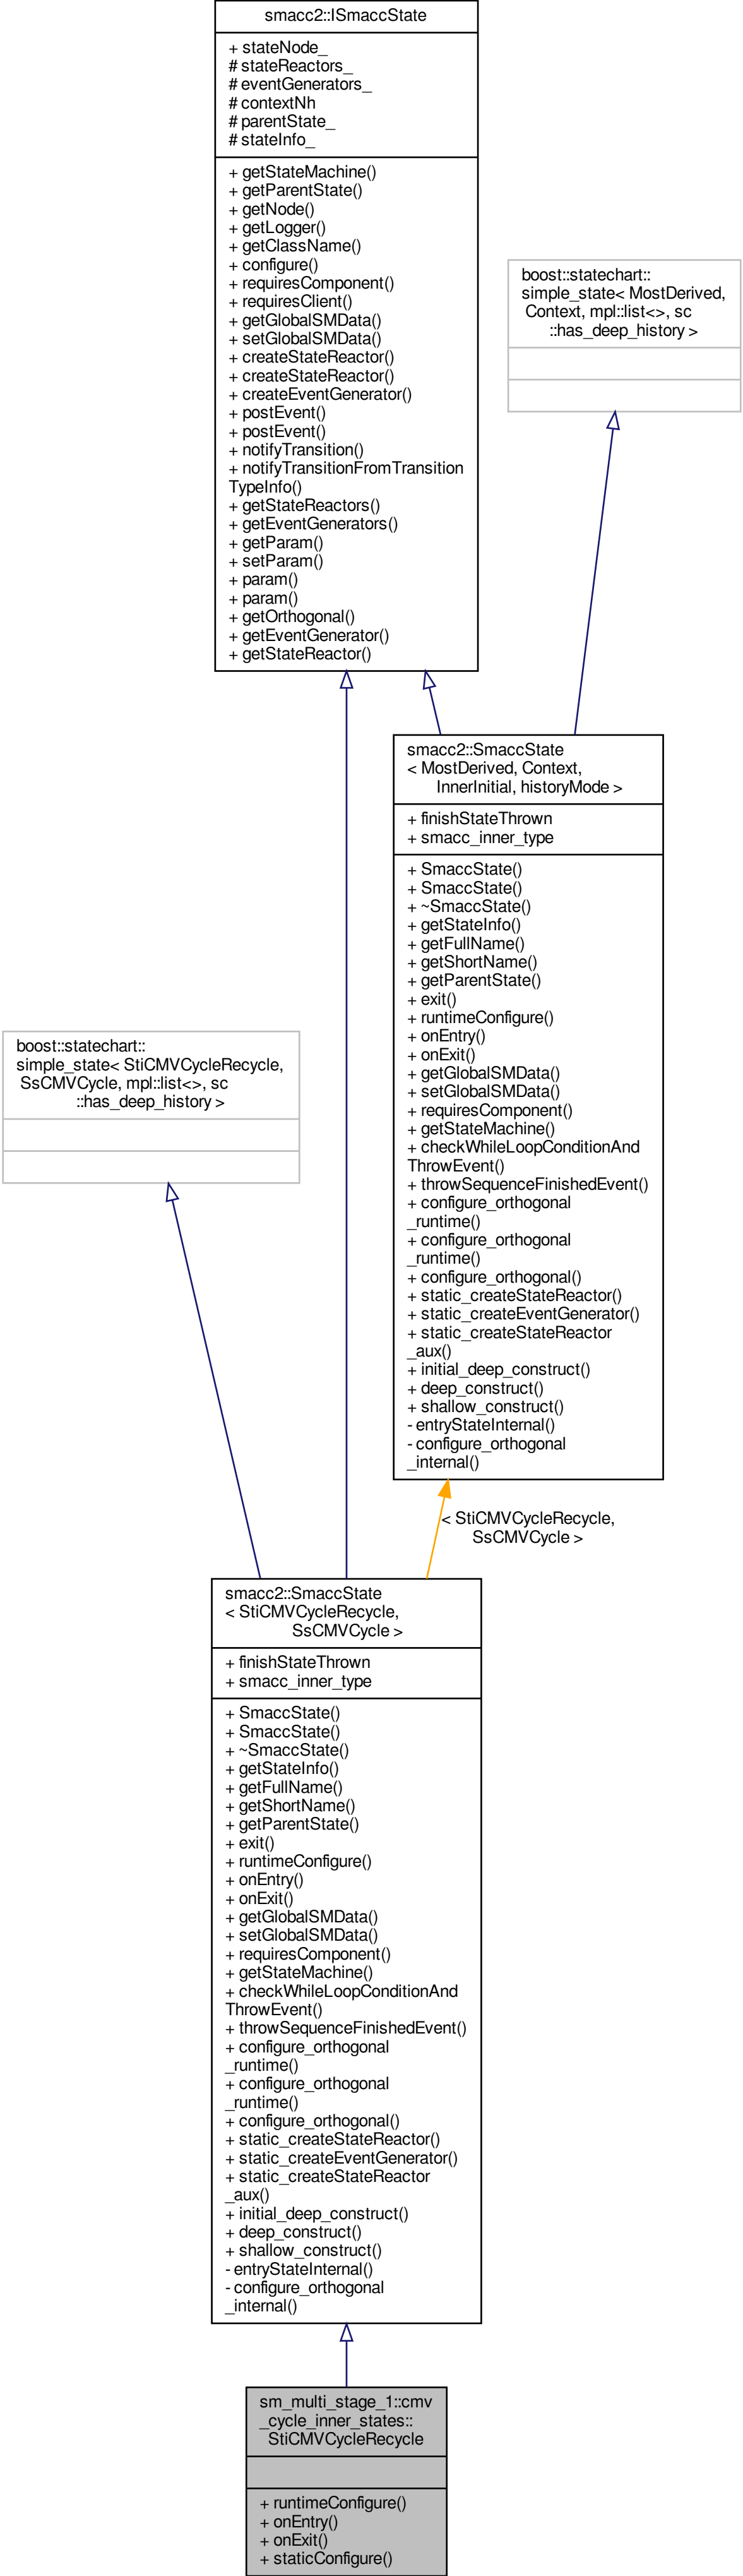 smacc2::ISmaccState
+ stateNode_
# stateReactors_
# eventGenerators_
# contextNh
# parentState_
# stateInfo_
+ getStateMachine()
+ getParentState()
+ getNode()
+ getLogger()
+ getClassName()
+ configure()
+ requiresComponent()
+ requiresClient()
+ getGlobalSMData()
+ setGlobalSMData()
+ createStateReactor()
+ createStateReactor()
+ createEventGenerator()
+ postEvent()
+ postEvent()
+ notifyTransition()
+ notifyTransitionFromTransition
TypeInfo()
+ getStateReactors()
+ getEventGenerators()
+ getParam()
+ setParam()
+ param()
+ param()
+ getOrthogonal()
+ getEventGenerator()
+ getStateReactor()
boost::statechart::
simple_state< MostDerived,
Context, mpl::list<>, sc
::has_deep_history >
smacc2::SmaccState
< MostDerived, Context,
InnerInitial, historyMode >
+ finishStateThrown
+ smacc_inner_type
+ SmaccState()
+ SmaccState()
+ ~SmaccState()
+ getStateInfo()
+ getFullName()
+ getShortName()
+ getParentState()
+ exit()
+ runtimeConfigure()
+ onEntry()
+ onExit()
+ getGlobalSMData()
+ setGlobalSMData()
+ requiresComponent()
+ getStateMachine()
+ checkWhileLoopConditionAnd
ThrowEvent()
+ throwSequenceFinishedEvent()
+ configure_orthogonal
_runtime()
+ configure_orthogonal
_runtime()
+ configure_orthogonal()
+ static_createStateReactor()
+ static_createEventGenerator()
+ static_createStateReactor
_aux()
+ initial_deep_construct()
+ deep_construct()
+ shallow_construct()
- entryStateInternal()
- configure_orthogonal
_internal()
boost::statechart::
simple_state< StiCMVCycleRecycle,
SsCMVCycle, mpl::list<>, sc
::has_deep_history >
< StiCMVCycleRecycle,
SsCMVCycle >
smacc2::SmaccState
< StiCMVCycleRecycle,
SsCMVCycle >
+ finishStateThrown
+ smacc_inner_type
+ SmaccState()
+ SmaccState()
+ ~SmaccState()
+ getStateInfo()
+ getFullName()
+ getShortName()
+ getParentState()
+ exit()
+ runtimeConfigure()
+ onEntry()
+ onExit()
+ getGlobalSMData()
+ setGlobalSMData()
+ requiresComponent()
+ getStateMachine()
+ checkWhileLoopConditionAnd
ThrowEvent()
+ throwSequenceFinishedEvent()
+ configure_orthogonal
_runtime()
+ configure_orthogonal
_runtime()
+ configure_orthogonal()
+ static_createStateReactor()
+ static_createEventGenerator()
+ static_createStateReactor
_aux()
+ initial_deep_construct()
+ deep_construct()
+ shallow_construct()
- entryStateInternal()
- configure_orthogonal
_internal()
sm_multi_stage_1::cmv
_cycle_inner_states::
StiCMVCycleRecycle
+ runtimeConfigure()
+ onEntry()
+ onExit()
+ staticConfigure()